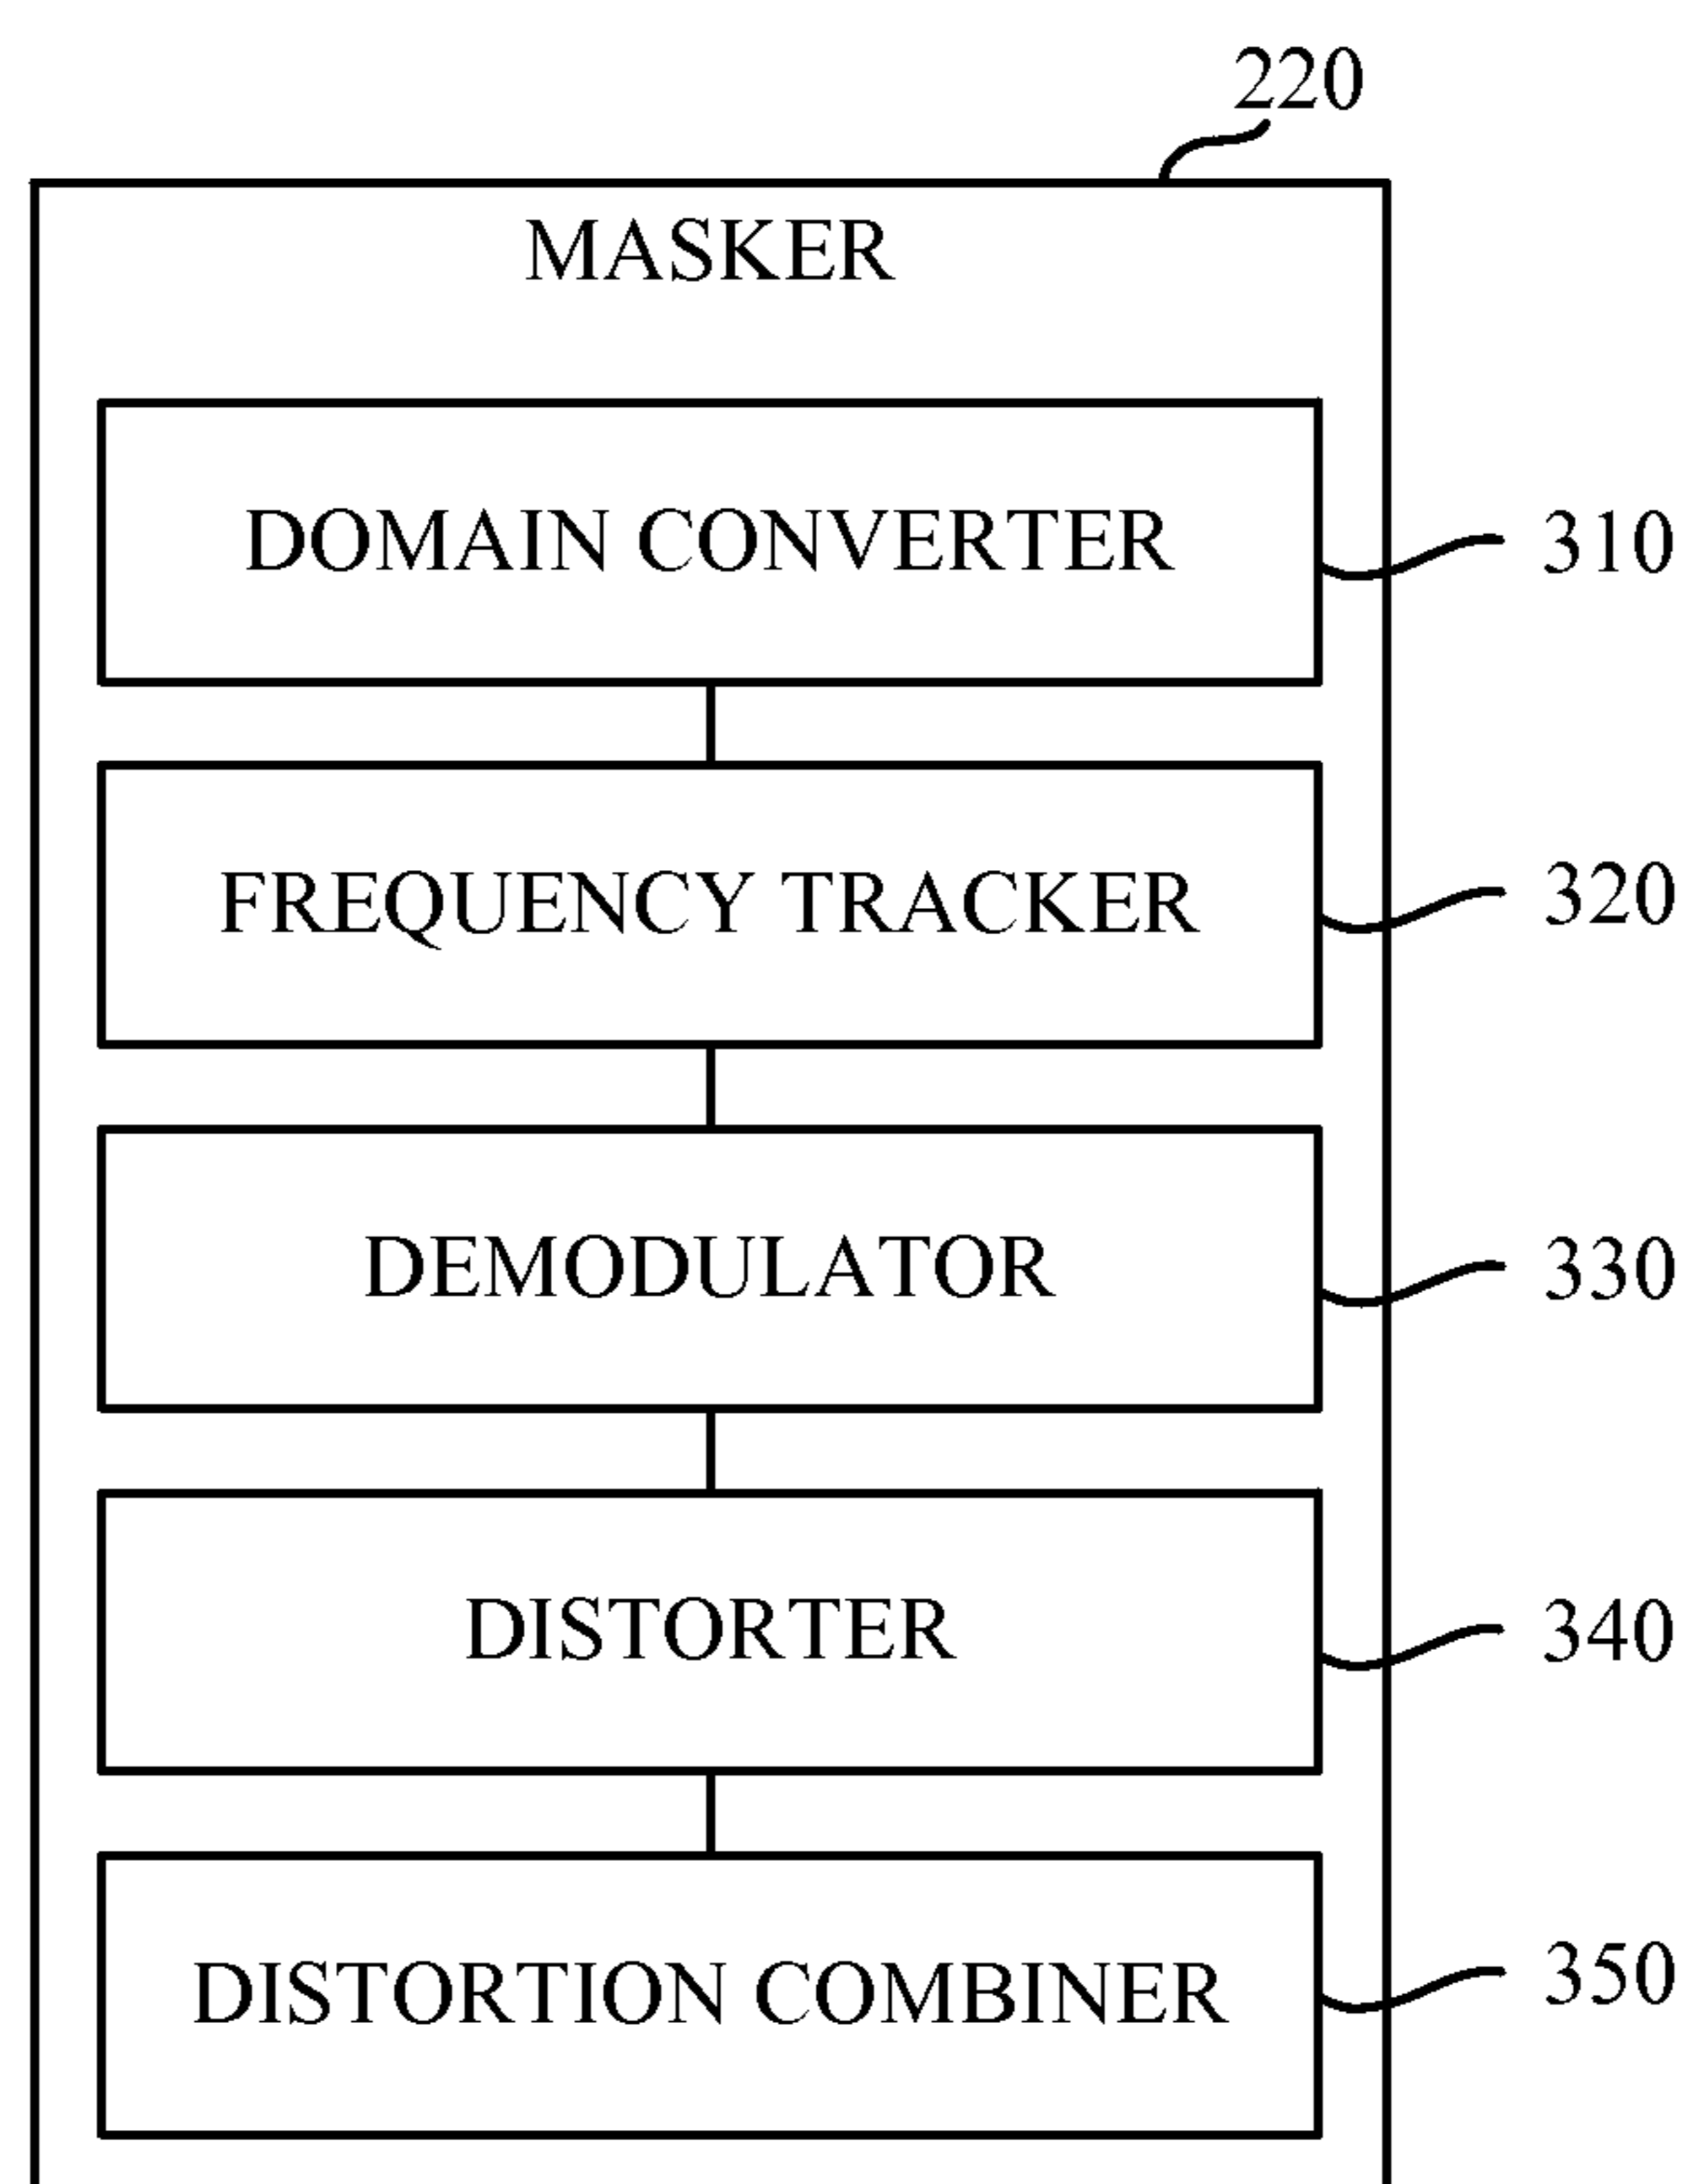 220
MASKER
DOMAIN CONVERTER
310
FREQUENCY TRACKER
320
DEMODULATOR
330
DISTORTER
340
DISTORTION COMBINER
350